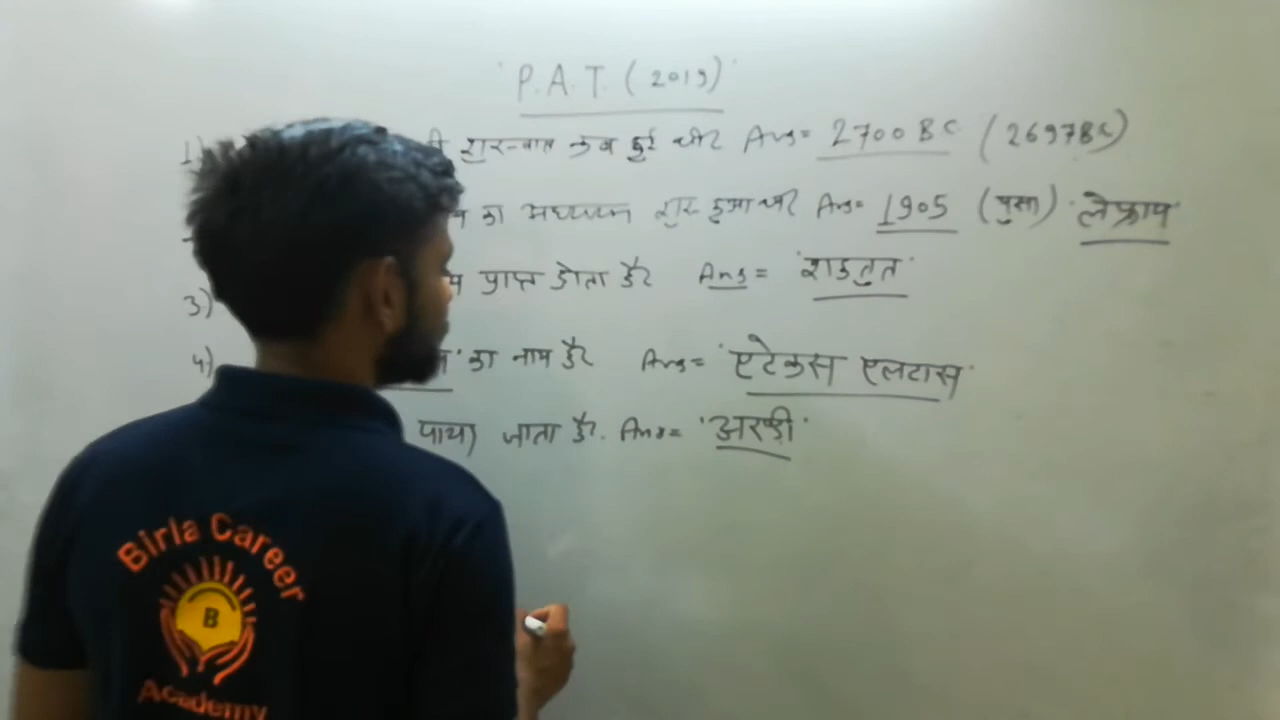 P.A.T. (2019)
1) शुरुआत कब हुई थी? Ans= 2700 BC (2697BC)
का अध्ययन शुरू हुआ था? Ans= 1905 (पुसा) लेफ्राय
3) प्राप्त होता है? Ans= 'शहतुत'
4) का नाम है? Ans= 'एटेकस एलटास'
पाया जाता है. Ans= 'अरण्डी'
Birla Career
B
Academy